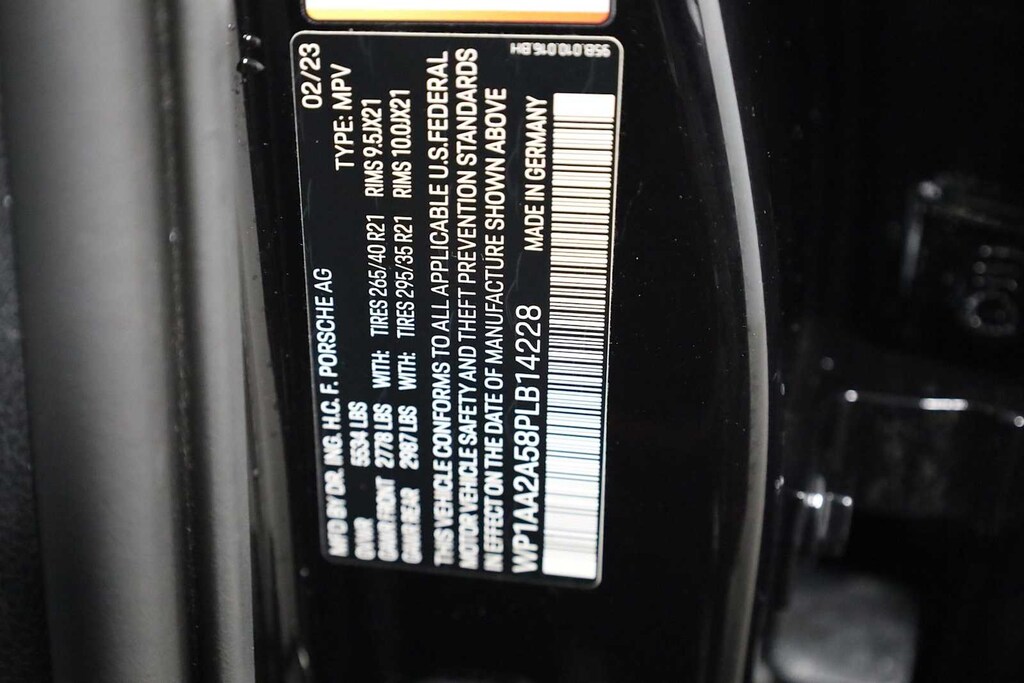 95B.010.015.BH
02/23
MFD BY DR. ING. H.C. F. PORSCHE AG TYPE: MPV
GVWR 5534 LBS
GAWR FRONT 2778 LBS WITH: TIRES 265/40 R21 RIMS 9.5JX21
GAWR REAR 2987 LBS WITH: TIRES 295/35 R21 RIMS 10.0JX21
THIS VEHICLE CONFORMS TO ALL APPLICABLE U.S.FEDERAL
MOTOR VEHICLE SAFETY AND THEFT PREVENTION STANDARDS
IN EFFECT ON THE DATE OF MANUFACTURE SHOWN ABOVE
WP1AA2A58PLB14228 MADE IN GERMANY